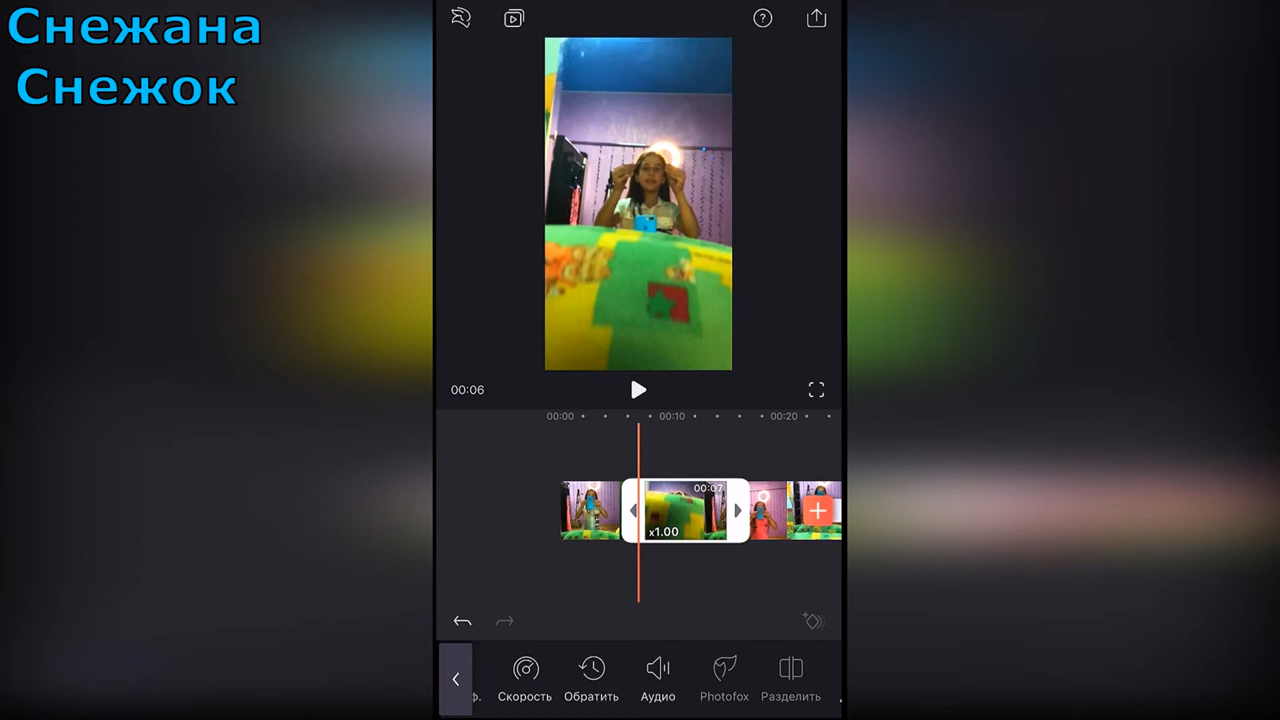 Снежана
Снежок
?
00:06
00:00
00:10
00:20
00:07
x1.00
ф.
Скорость
Обратить
Аудио
Photofox
Разделить